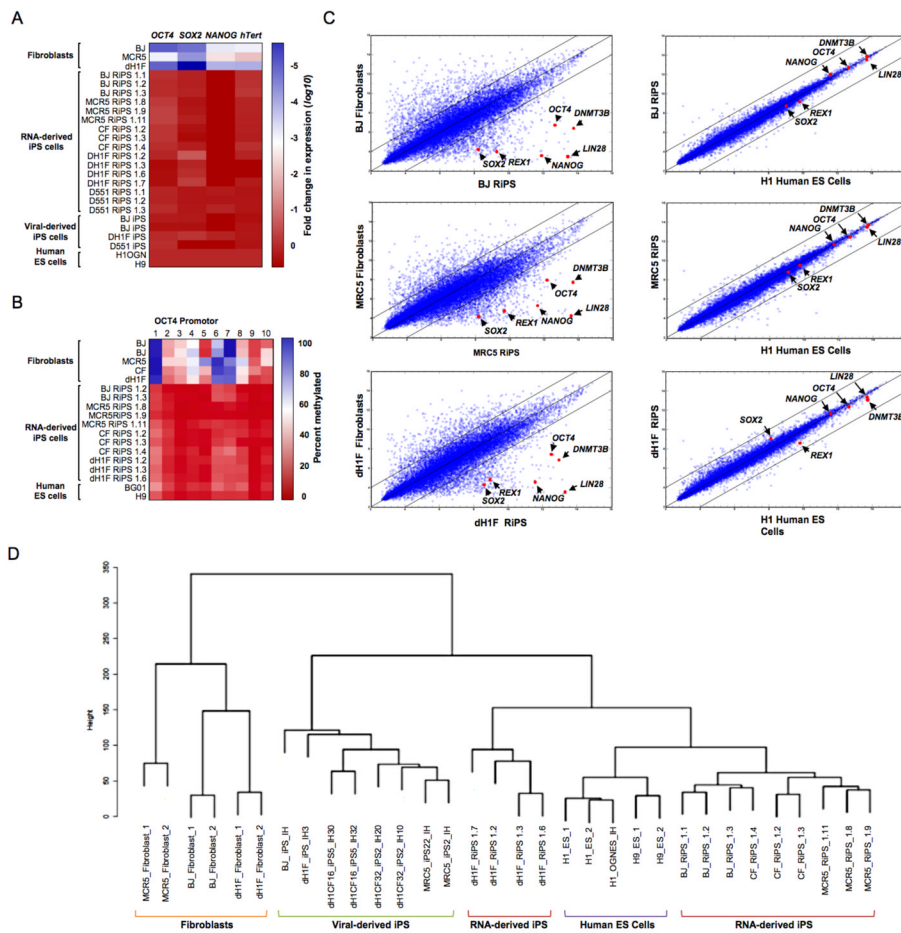 A
OCT4 SOX2 NANOG hTert
Fibroblasts
BJ
MCR5
dH1F
RNA-derived
iPS cells
BJ RiPS 1.1
BJ RiPS 1.2
BJ RiPS 1.3
MCR5 RiPS 1.8
MCR5 RiPS 1.9
MCR5 RiPS 1.11
CF RiPS 1.2
CF RiPS 1.3
CF RiPS 1.4
DH1F RiPS 1.2
DH1F RiPS 1.3
DH1F RiPS 1.6
DH1F RiPS 1.7
D551 RiPS 1.1
D551 RiPS 1.2
D551 RiPS 1.3
Viral-derived
iPS cells
BJ iPS
BJ iPS
DH1F iPS
D551 iPS
Human
ES cells
H1OGN
H9
-5
-4
-3
-2
-1
0
Fold change in expression (log10)
B
OCT4 Promotor
1 2 3 4 5 6 7 8 9 10
Fibroblasts
BJ
BJ
MCR5
CF
dH1F
RNA-derived
iPS cells
BJ RiPS 1.2
BJ RiPS 1.3
MCR5 RiPS 1.8
MCR5 RiPS 1.9
MCR5 RiPS 1.11
CF RiPS 1.2
CF RiPS 1.3
CF RiPS 1.4
dH1F RiPS 1.2
dH1F RiPS 1.3
dH1F RiPS 1.6
Human
ES cells
BG01
H9
100
80
60
40
20
0
Percent methylated
C
BJ Fibroblasts
OCT4
DNMT3B
SOX2
REX1
NANOG
LIN28
BJ RiPS
BJ RIPS
DNMT3B
OCT4
NANOG
LIN28
REX1
SOX2
H1 Human ES Cells
MRC5 Fibroblasts
DNMT3B
OCT4
SOX2
REX1
NANOG
LIN28
MRC5 RiPS
MRC5 RiPS
DNMT3B
OCT4
NANOG
LIN28
REX1
SOX2
H1 Human ES Cells
dH1F Fibroblasts
OCT4
DNMT3B
REX1
SOX2
NANOG
LIN28
dH1F RiPS
dH1F RiPS
LIN28
OCT4
NANOG
SOX2
DNMT3B
REX1
H1 Human ES
Cells
D
Height
350
300
250
200
150
100
50
0
MCR5_Fibroblast_1
MCR5_Fibroblast_2
BJ_Fibroblast_1
BJ_Fibroblast_2
dH1F_Fibroblast_1
dH1F_Fibroblast_2
BJ_iPS_IH
dH1F_iPS_IH3
dH1CF16_iPS5_IH30
dH1CF16_iPS5_IH32
dH1CF32_iPS2_IH20
dH1CF32_iPS2_IH10
MRC5_iPS22_IH
MRC5_iPS2_IH
dH1F_RiPS 1.7
dH1F_RiPS 1.2
dH1F_RiPS 1.3
dH1F_RiPS 1.6
H1_ES_1
H1_ES_2
H1_OGNES_IH
H9_ES_1
H9_ES_2
BJ_RiPS_1.1
BJ_RiPS_1.2
BJ_RiPS_1.3
CF_RiPS_1.4
CF_RiPS_1.2
CF_RiPS_1.3
MCR5_RiPS_1.11
MCR5_RiPS_1.8
MCR5_RiPS_1.9
Fibroblasts
Viral-derived iPS
RNA-derived iPS
Human ES Cells
RNA-derived iPS